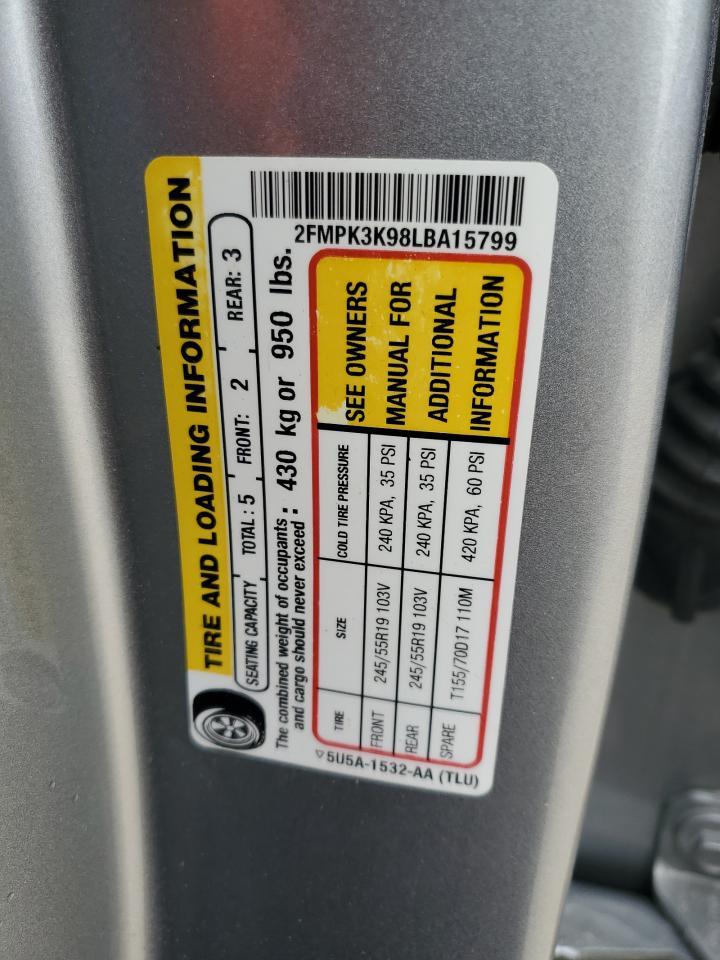 TIRE AND LOADING INFORMATION
SEATING CAPACITY TOTAL: 5 FRONT: 2 REAR: 3
The combined weight of occupants and cargo should never exceed: 430 kg or 950 lbs.
TIRE SIZE COLD TIRE PRESSURE
FRONT 245/55R19 103V 240 KPA, 35 PSI
REAR 245/55R19 103V 240 KPA, 35 PSI
SPARE T155/70D17 110M 420 KPA, 60 PSI
SEE OWNERS
MANUAL FOR
ADDITIONAL
INFORMATION
5U5A-1532-AA (TLU)
2FMPK3K98LBA15799